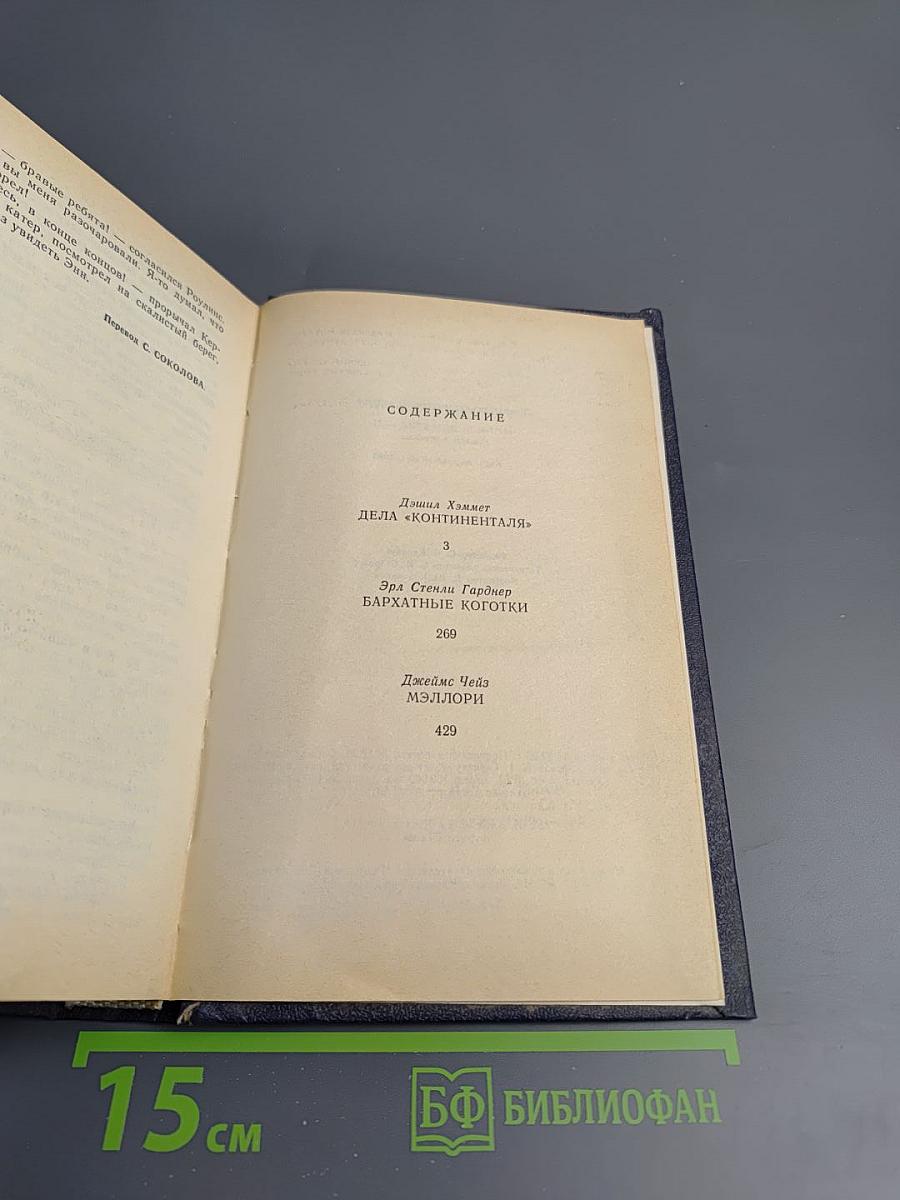 — бравые ребята! — согласился Роулинс.
вы меня разочаровали. Я-то думал, что
в конце концов! — прорычал Кер-
катер, посмотрел на скалистый берег,
увидеть Энн.
Перевод С. СОКОЛОВА.
СОДЕРЖАНИЕ
Дэшил Хэммет
ДЕЛА «КОНТИНЕНТАЛЯ»
3
Эрл Стенли Гарднер
БАРХАТНЫЕ КОГОТКИ
269
Джеймс Чейз
МЭЛЛОРИ
429
15 см
БФ БИБЛИОФАН